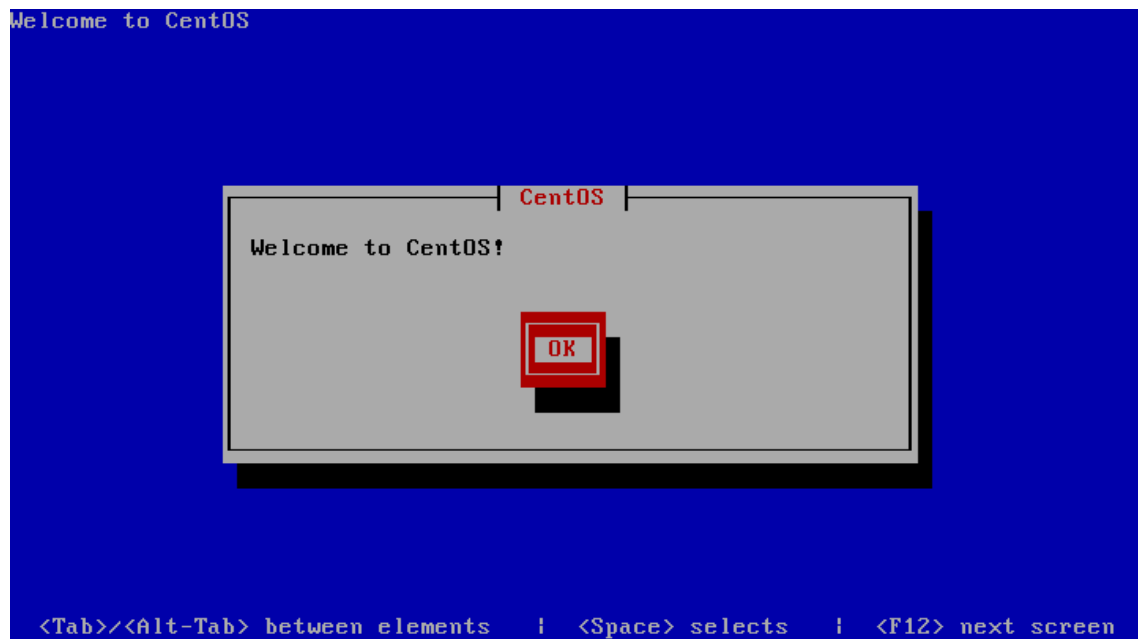 Welcome to CentOS
CentOS
Welcome to CentOS!
OK
<Tab>/<Alt-Tab> between elements | <Space> selects | <F12> next screen